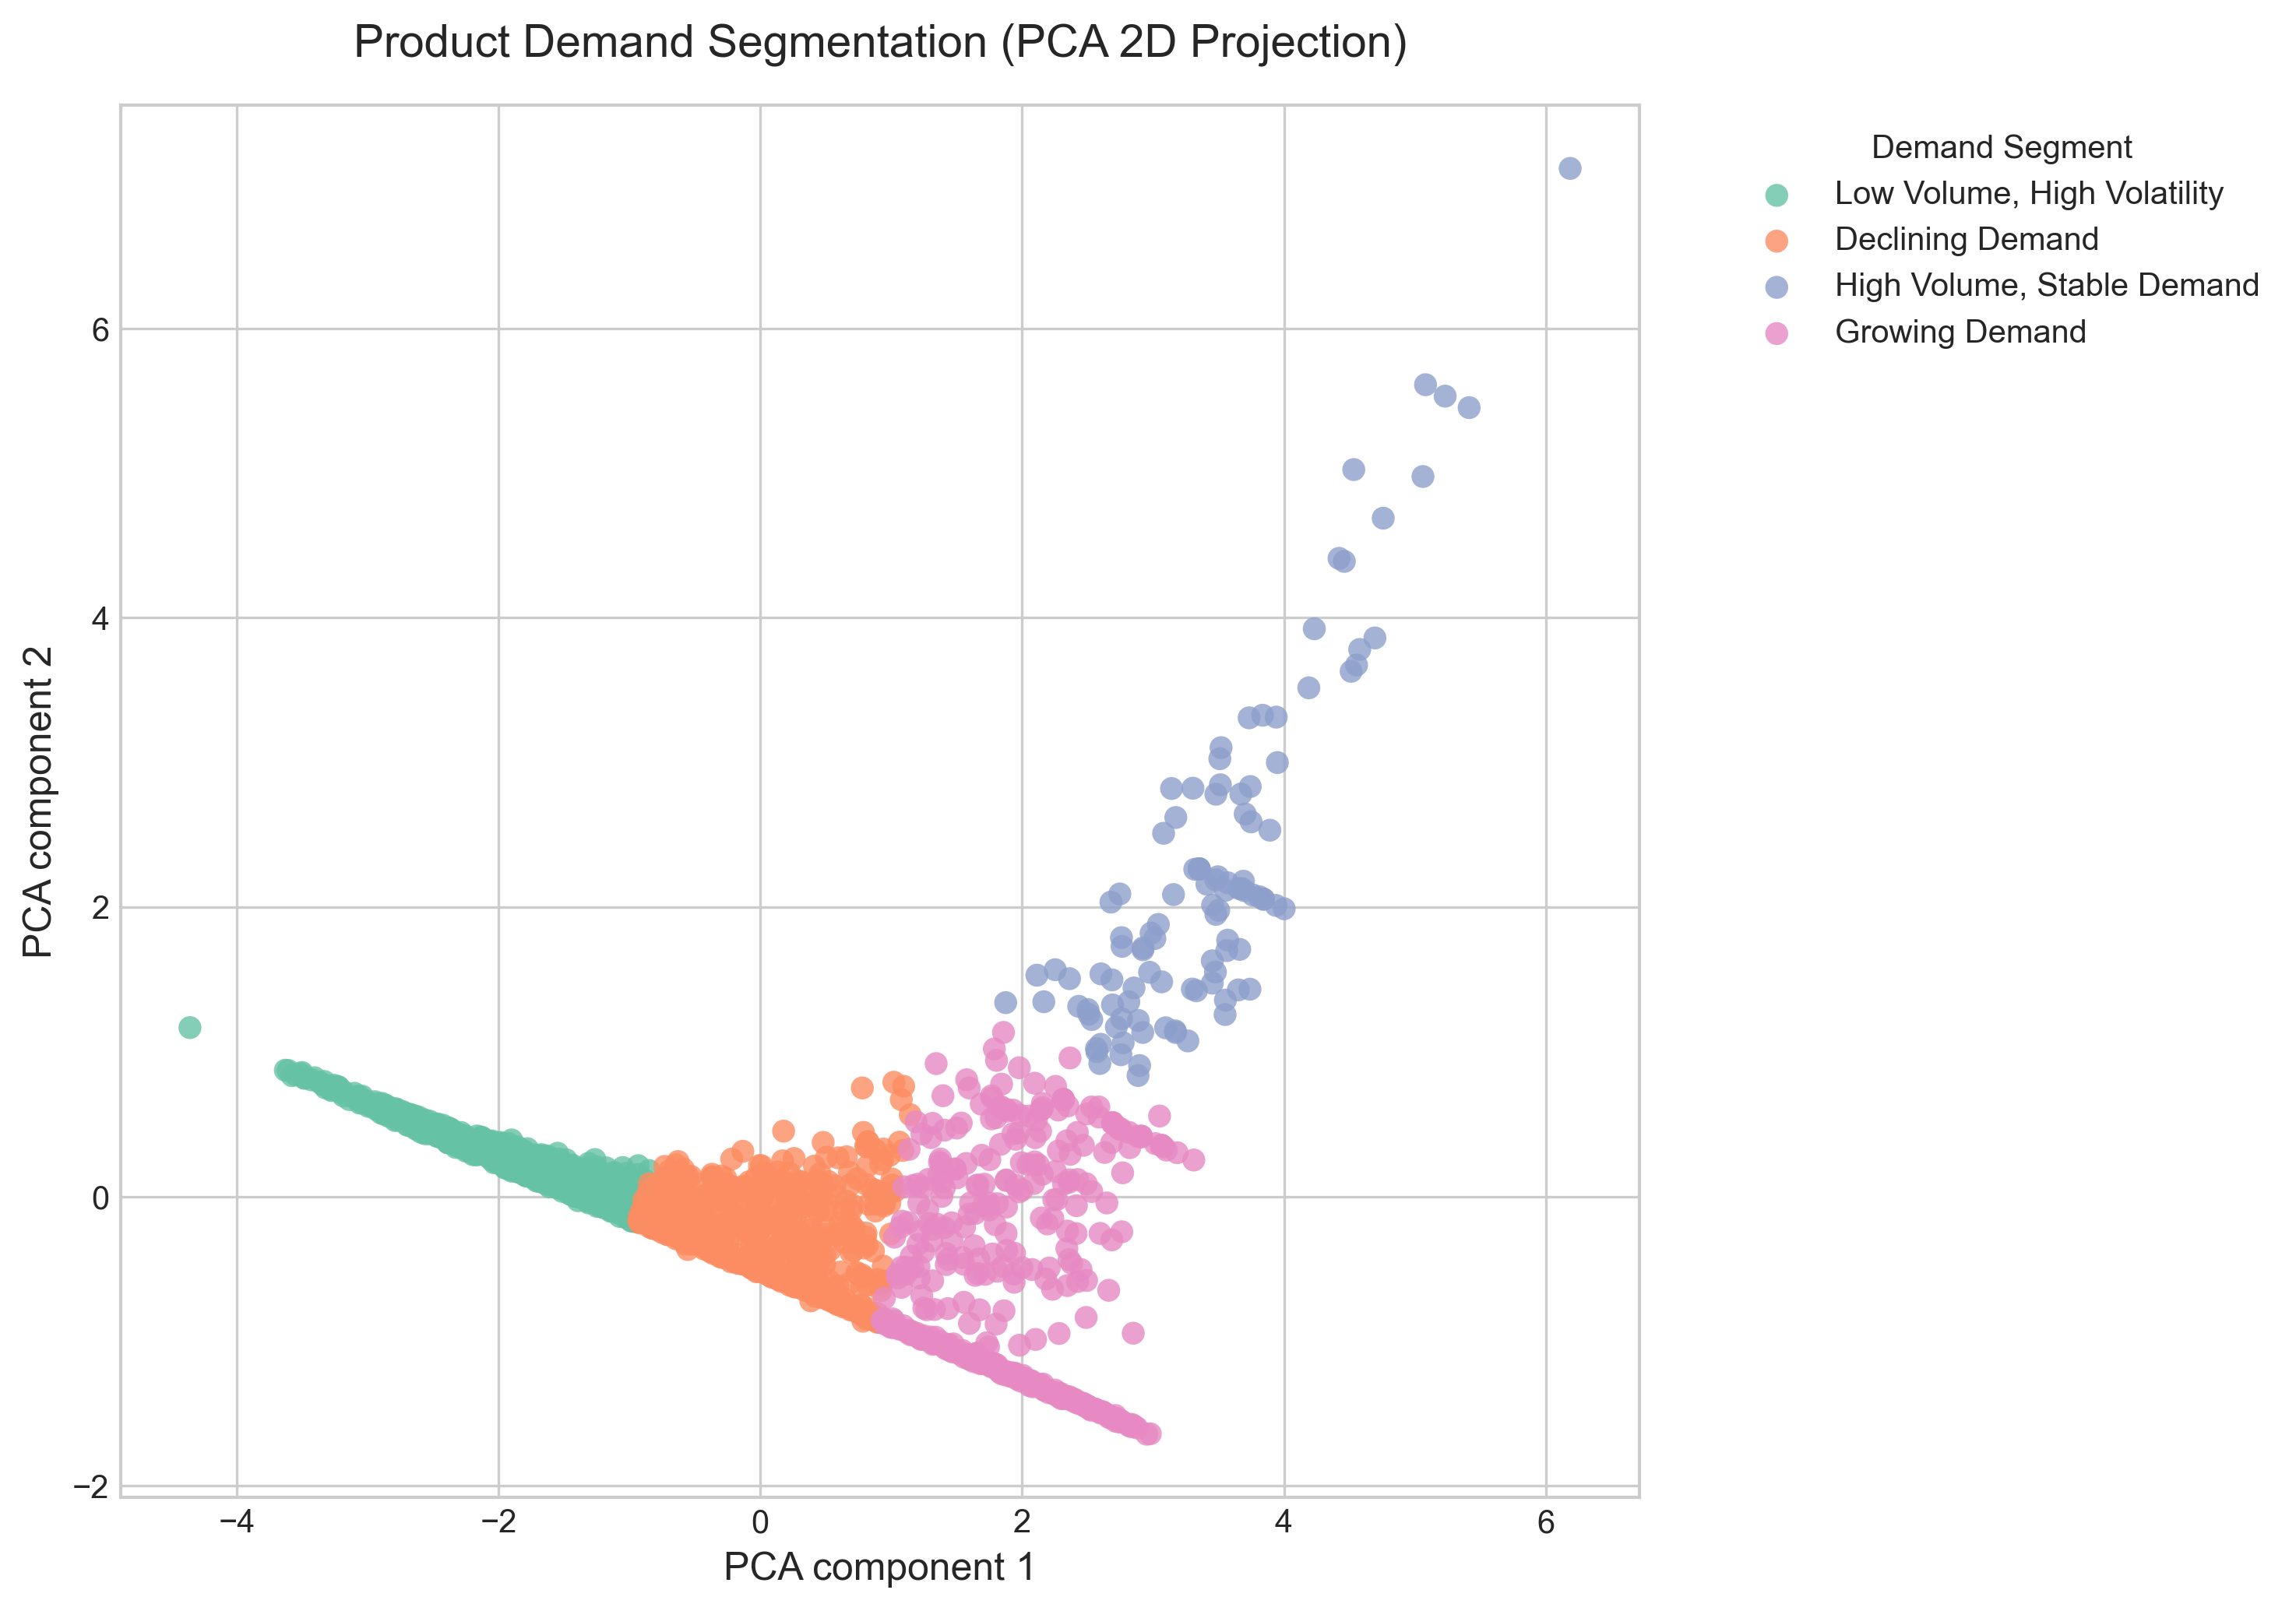 Product Demand Segmentation (PCA 2D Projection)
Demand Segment
Low Volume, High Volatility
Declining Demand
High Volume, Stable Demand
Growing Demand
PCA component 2
6
4
2
0
−2
−4
−2
0
2
4
6
PCA component 1